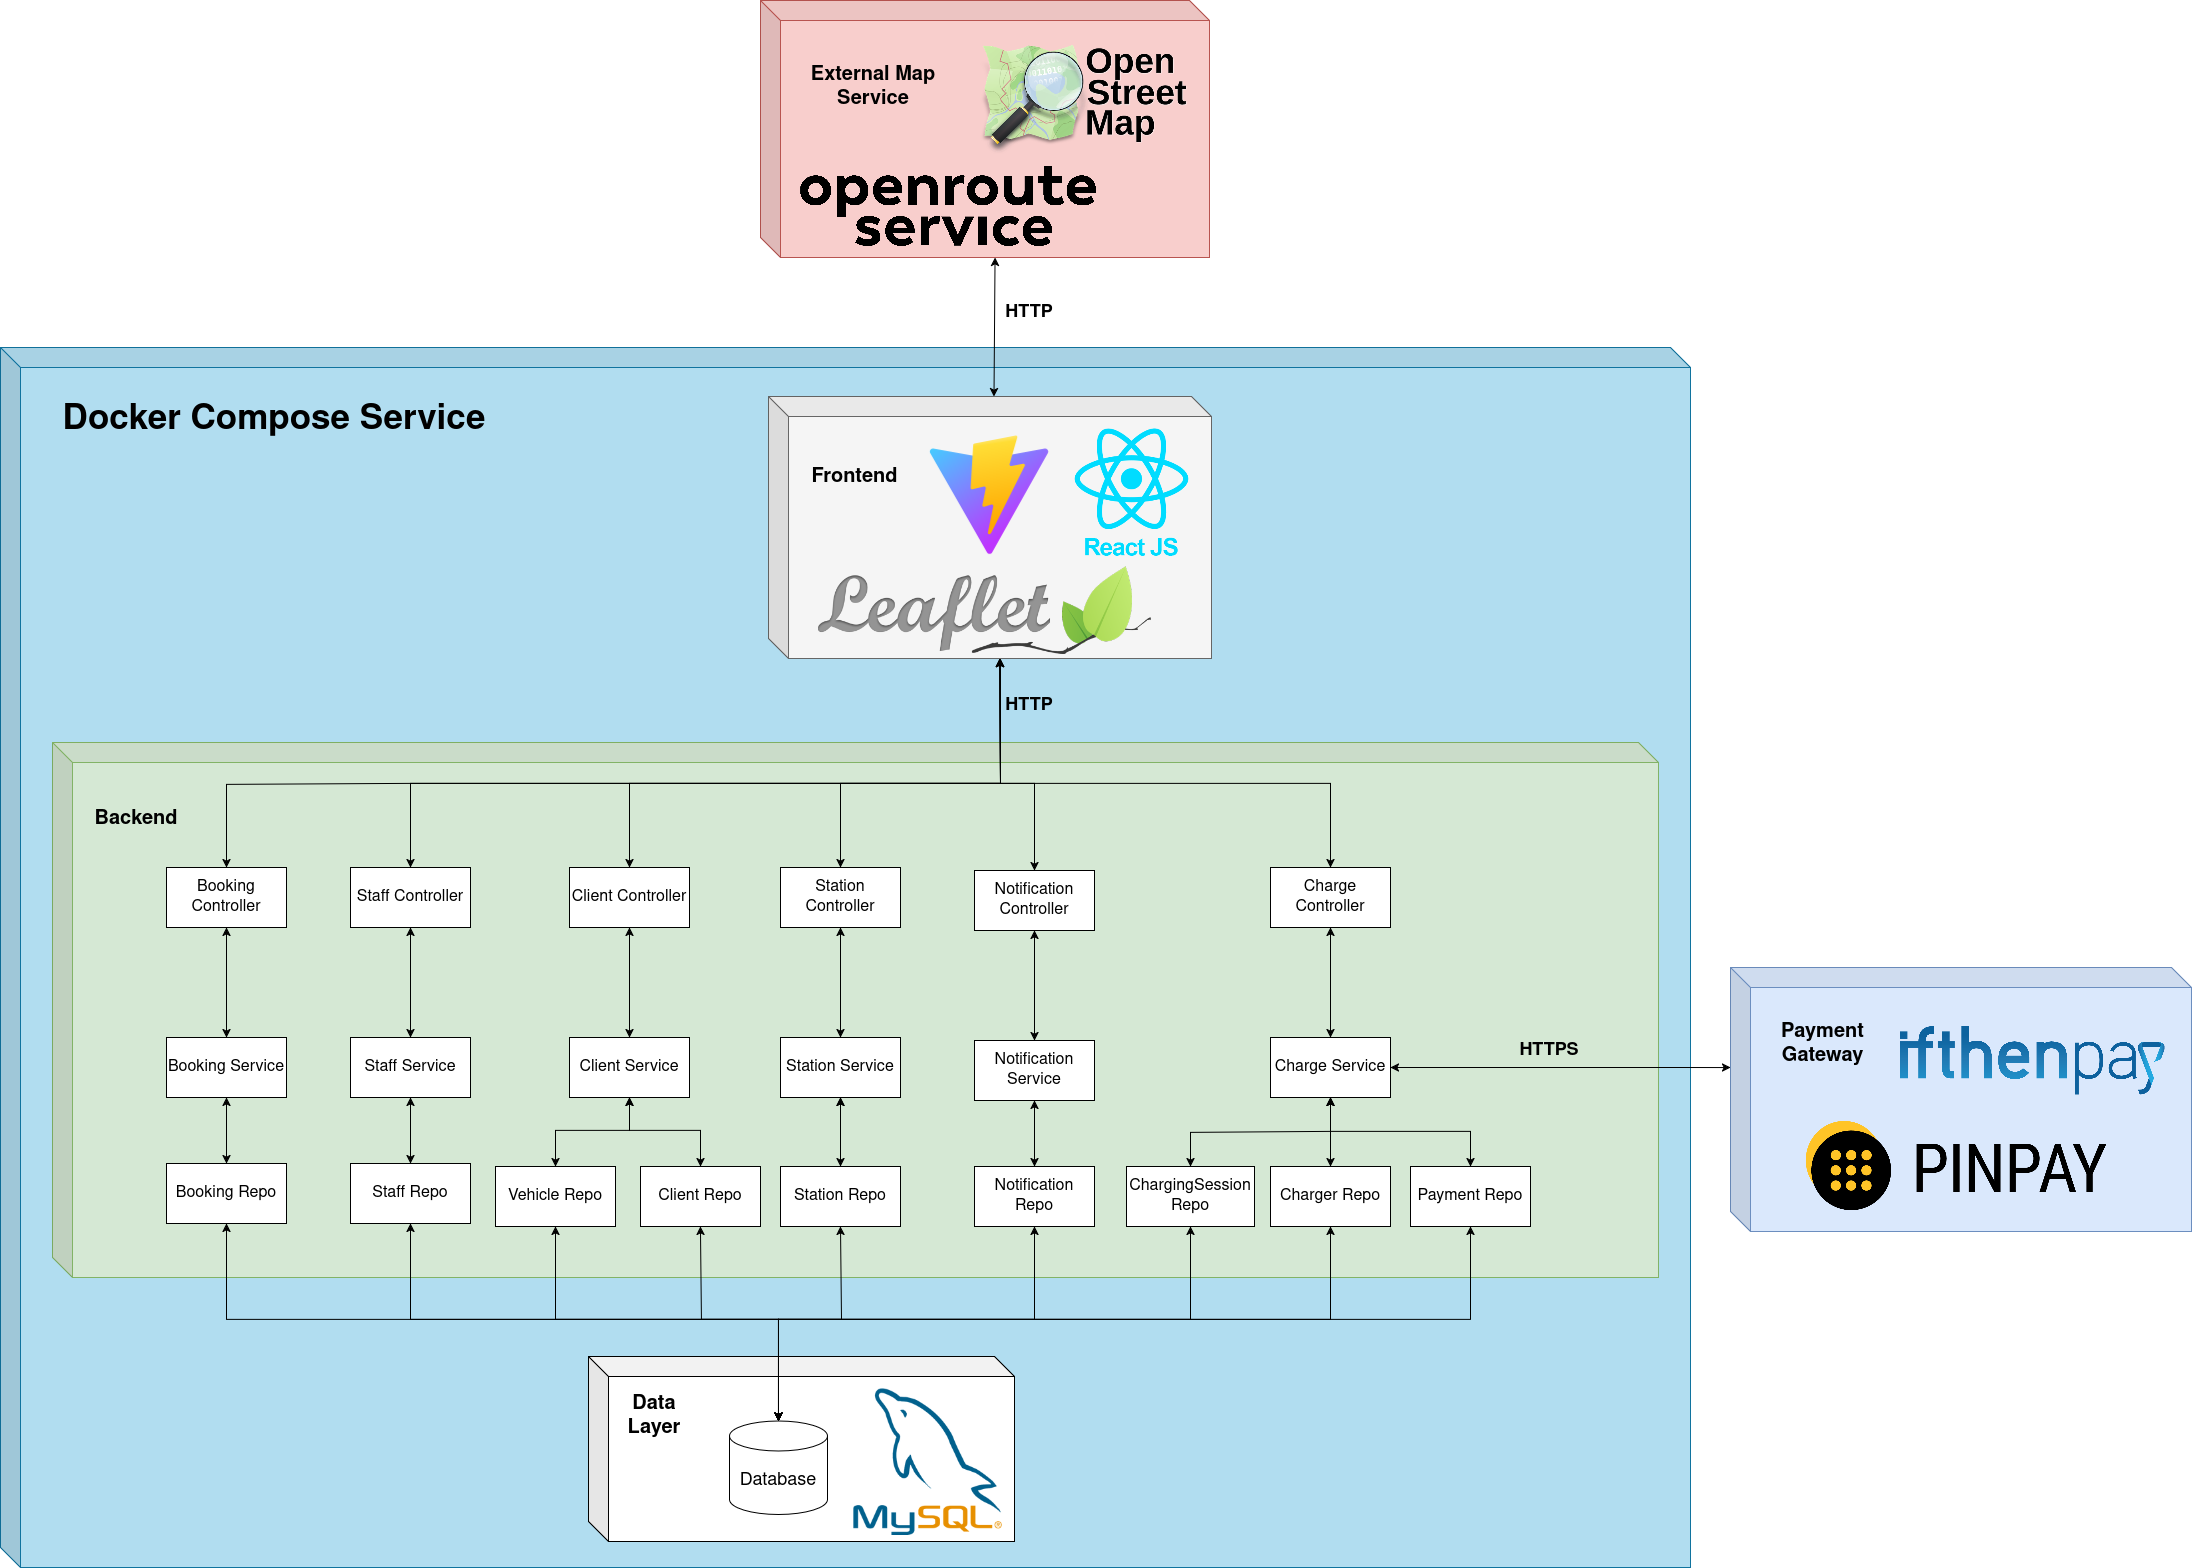 External Map
Service
Open
Street
Map
openroute
service
HTTP
Docker Compose Service
Frontend
React JS
Leaflet
HTTP
Backend
Booking
Controller
Staff Controller
Client Controller
Station
Controller
Notification
Controller
Charge
Controller
Booking Service
Staff Service
Client Service
Station Service
Notification
Service
Charge Service
HTTPS
Payment
Gateway
ifthenpay
PINPAY
Booking Repo
Staff Repo
Vehicle Repo
Client Repo
Station Repo
Notification
Repo
ChargingSession
Repo
Charger Repo
Payment Repo
Data
Layer
Database
MySQL®